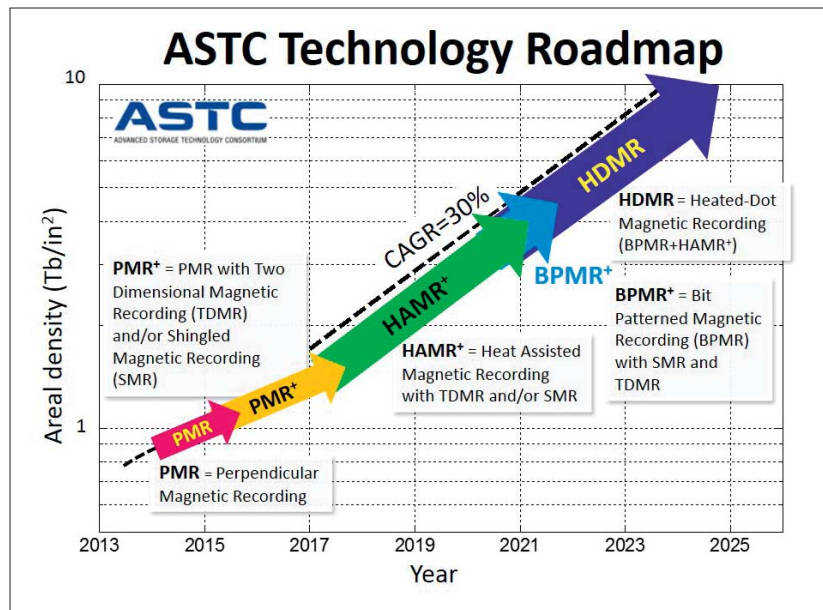 ASTC Technology Roadmap
10
ASTC
ADVANCED STORAGE TECHNOLOGY CONSORTIUM
HDMR
CAGR=30%
HDMR = Heated-Dot
Magnetic Recording
(BPMR+HAMR⁺)
PMR⁺ = PMR with Two
Dimensional Magnetic
Recording (TDMR)
and/or Shingled
Magnetic Recording
(SMR)
HAMR⁺
BPMR⁺
BPMR⁺ = Bit
Patterned Magnetic
Recording (BPMR)
with SMR and
TDMR
HAMR⁺ = Heat Assisted
Magnetic Recording
with TDMR and/or SMR
PMR⁺
PMR
1
PMR = Perpendicular
Magnetic Recording
Areal density (Tb/in²)
2013 2015 2017 2019 2021 2023 2025
Year